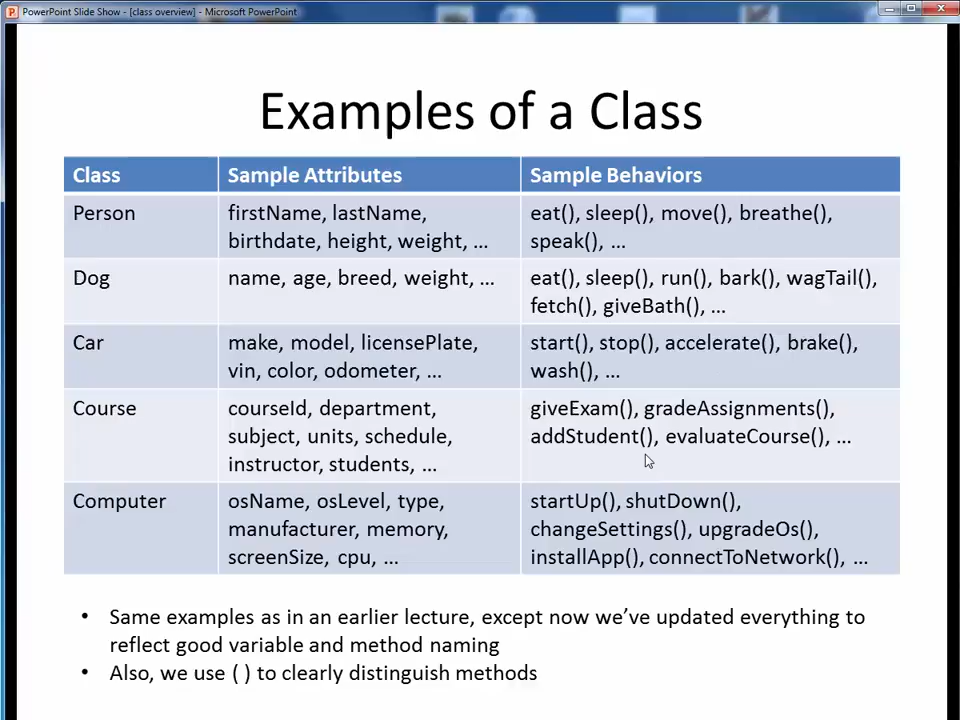 PowerPoint Slide Show - [class overview] - Microsoft PowerPoint
Examples of a Class
Class Sample Attributes Sample Behaviors
Person firstName, lastName, eat(), sleep(), move(), breathe(),
birthdate, height, weight, … speak(), …
Dog name, age, breed, weight, … eat(), sleep(), run(), bark(), wagTail(),
fetch(), giveBath(), …
Car make, model, licensePlate, start(), stop(), accelerate(), brake(),
vin, color, odometer, … wash(), …
Course courseId, department, giveExam(), gradeAssignments(),
subject, units, schedule, addStudent(), evaluateCourse(), …
instructor, students, …
Computer osName, osLevel, type, startUp(), shutDown(),
manufacturer, memory, changeSettings(), upgradeOs(),
screenSize, cpu, … installApp(), connectToNetwork(), …
• Same examples as in an earlier lecture, except now we’ve updated everything to
reflect good variable and method naming
• Also, we use ( ) to clearly distinguish methods